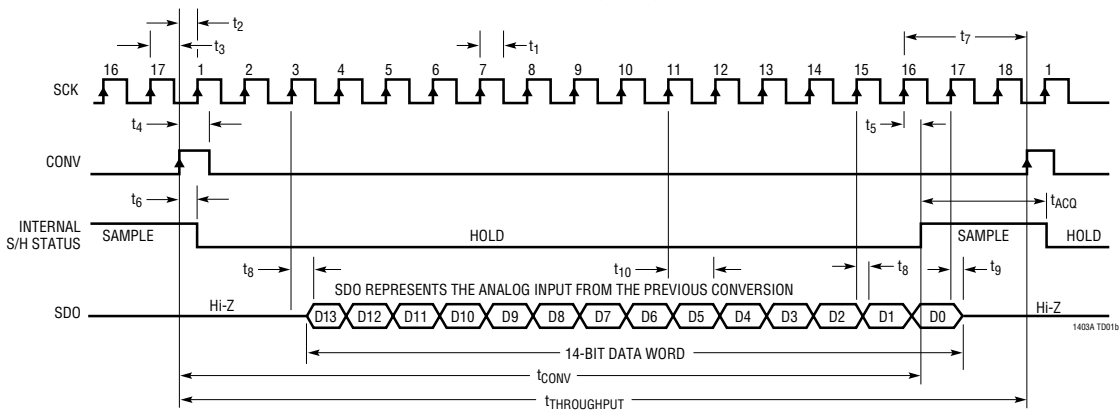 t2
t3
t1
t7
16 17 1 2 3 4 5 6 7 8 9 10 11 12 13 14 15 16 17 18 1
SCK
t4
t5
CONV
t6
tACQ
INTERNAL
S/H STATUS
SAMPLE
HOLD
SAMPLE
HOLD
t8
t10
t8
t9
SDO REPRESENTS THE ANALOG INPUT FROM THE PREVIOUS CONVERSION
SDO
Hi-Z
D13 D12 D11 D10 D9 D8 D7 D6 D5 D4 D3 D2 D1 D0
Hi-Z
1403A TD01b
14-BIT DATA WORD
tCONV
tTHROUGHPUT